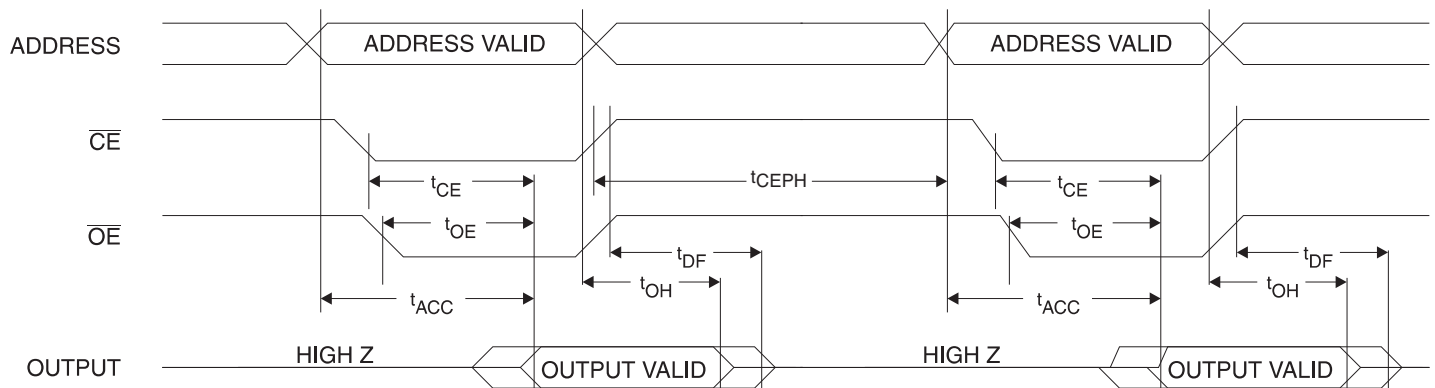 ADDRESS ADDRESS VALID ADDRESS VALID
CE
tCE tCEPH tCE
OE tOE tOE
tDF tDF
tOH tOH
tACC tACC
OUTPUT HIGH Z OUTPUT VALID HIGH Z OUTPUT VALID